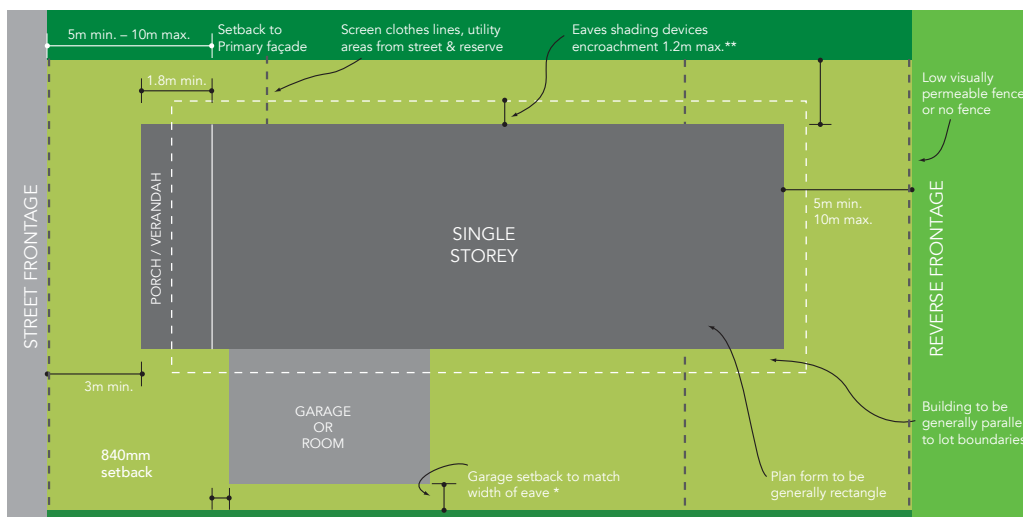 5m min. – 10m max.
Setback to
Primary façade
Screen clothes lines, utility
areas from street & reserve
Eaves shading devices
encroachment 1.2m max.**
1.8m min.
Low visually
permeable fence
or no fence
STREET FRONTAGE
PORCH / VERANDAH
SINGLE
STOREY
5m min.
10m max.
REVERSE FRONTAGE
3m min.
GARAGE
OR
ROOM
840mm
setback
Garage setback to match
width of eave *
Plan form to be
generally rectangle
Building to be
generally paralle
to lot boundaries